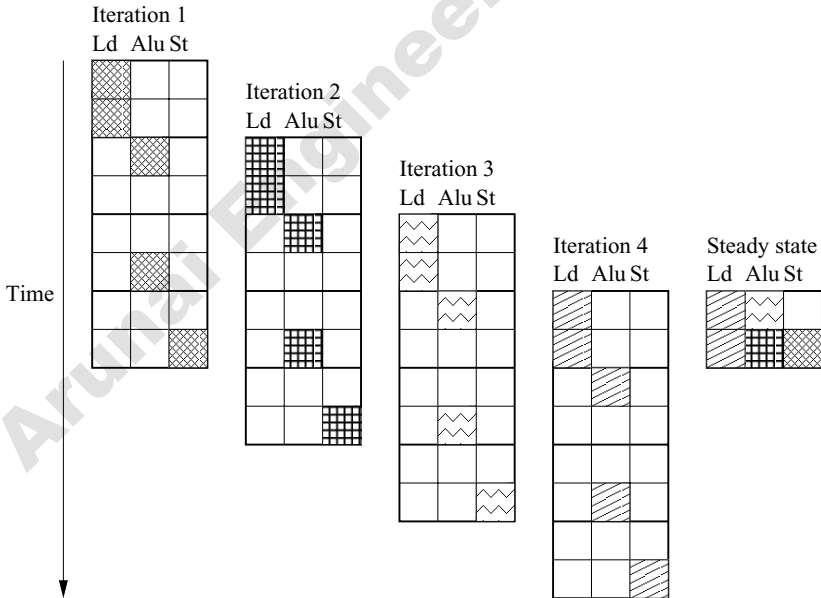 Iteration 1
Ld Alu St
Iteration 2
Ld Alu St
Iteration 3
Ld Alu St
Iteration 4
Ld Alu St
Steady state
Ld Alu St
Time
Arunai